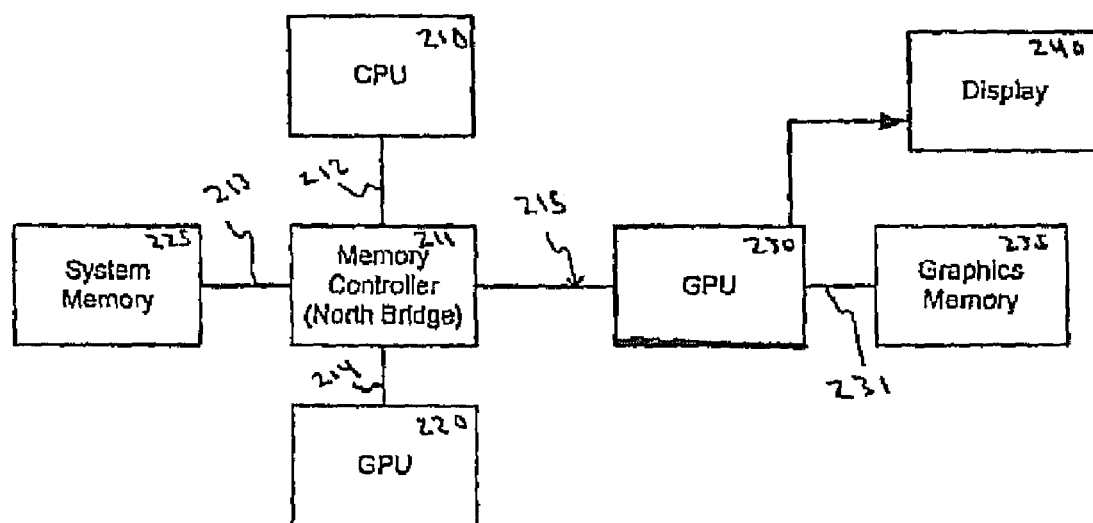 210
CPU
240
Display
212
213
215
225
System
Memory
211
Memory
Controller
(North Bridge)
230
GPU
235
Graphics
Memory
214
231
220
GPU